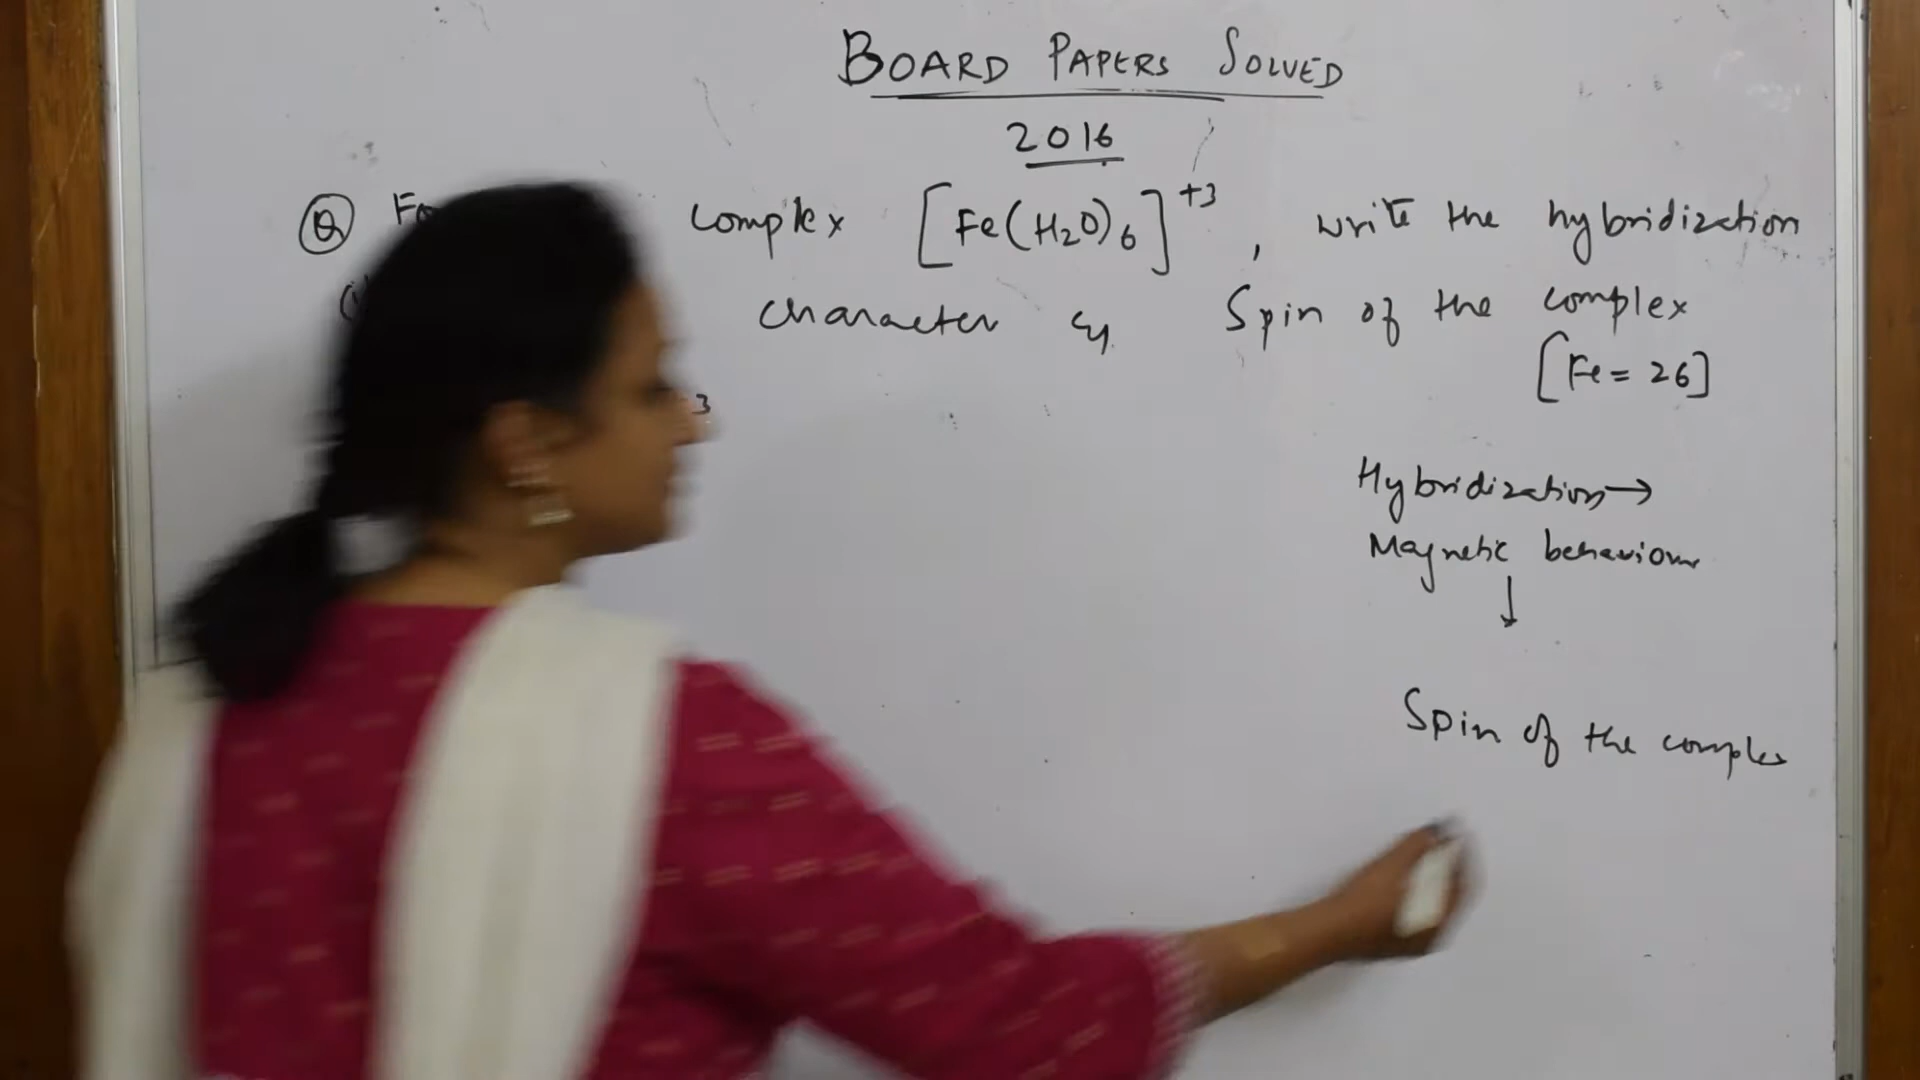 BOARD PAPERS SOLVED
2016
Q complex [Fe(H2O)6]+3, write the hybridization
character & Spin of the complex
[Fe = 26]
3
Hybridization→
Magnetic behaviour
↓
Spin of the complex